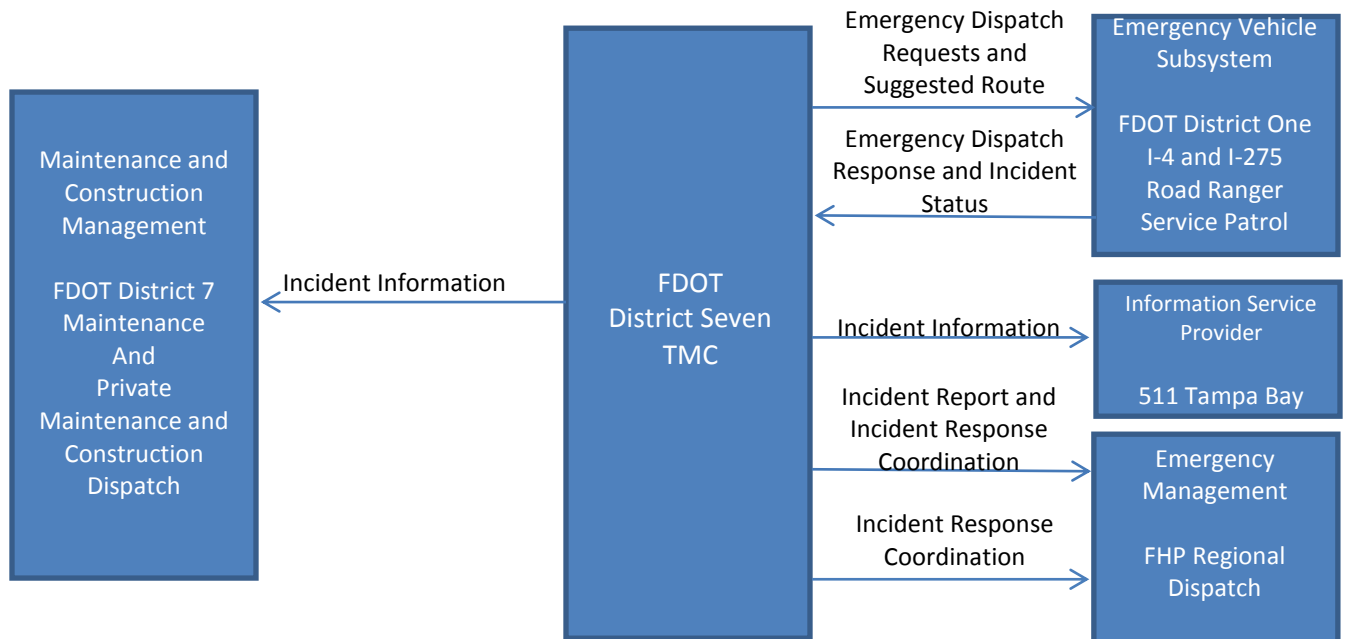 Maintenance and
Construction
Management
FDOT District 7
Maintenance
And
Private
Maintenance and
Construction
Dispatch
Incident Information
FDOT
District Seven
TMC
Emergency Dispatch
Requests and
Suggested Route
Emergency Dispatch
Response and Incident
Status
Incident Information
Incident Report and
Incident Response
Coordination
Incident Response
Coordination
Emergency Vehicle
Subsystem
FDOT District One
I-4 and I-275
Road Ranger
Service Patrol
Information Service
Provider
511 Tampa Bay
Emergency
Management
FHP Regional
Dispatch